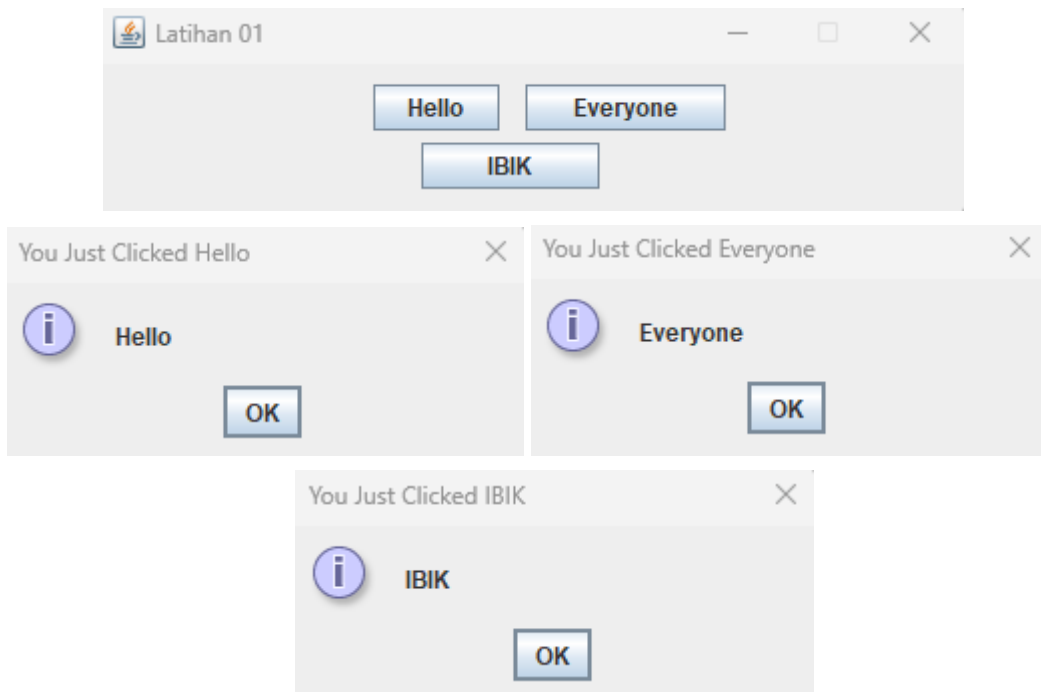 Latihan 01
Hello Everyone
IBIK
You Just Clicked Hello
Hello
OK
You Just Clicked Everyone
Everyone
OK
You Just Clicked IBIK
IBIK
OK